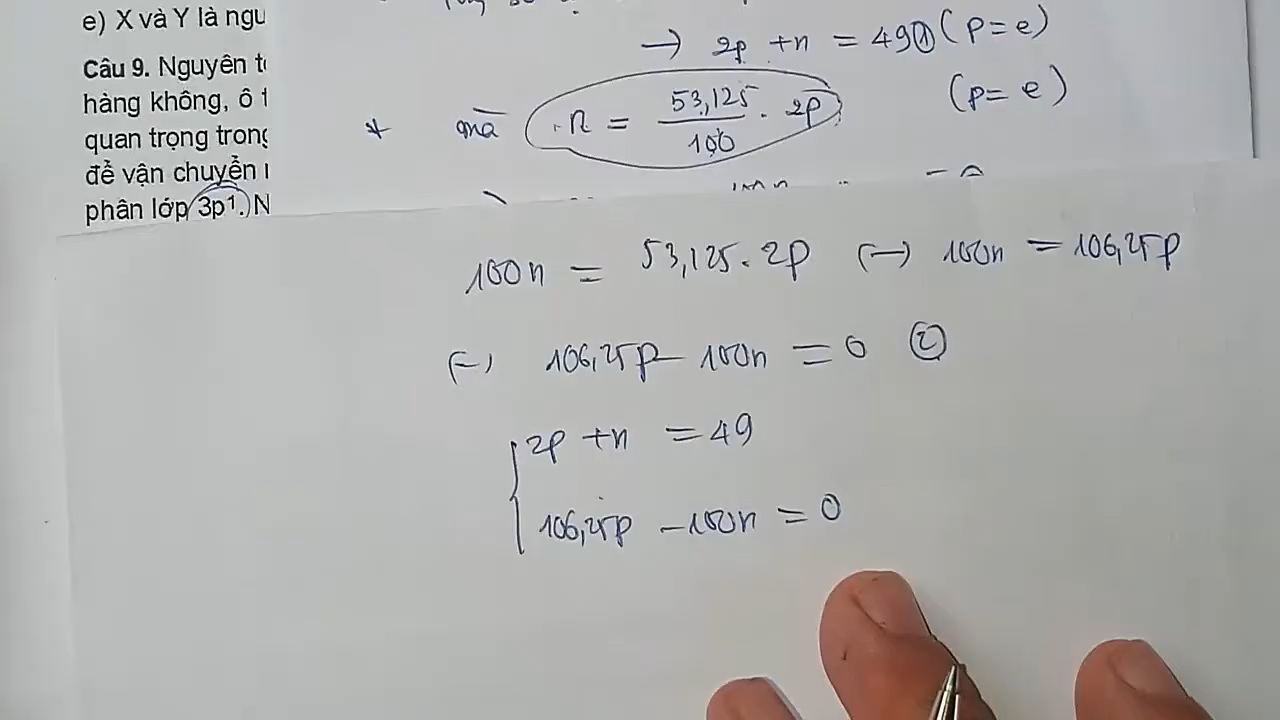 e) X và Y là
Câu 9. Nguyên
hàng không, ô
quan trọng trong
để vận chuyển
phân lớp 3p1. N
→ 2p + n = 49 ① (p = e)
* mà n = 53,125/100 . 2p (p = e)
100n = 53,125. 2p (→) 100n = 106,25p
(−) 106,25p − 100n = 0 ②
2p + n = 49
106,25p − 100n = 0